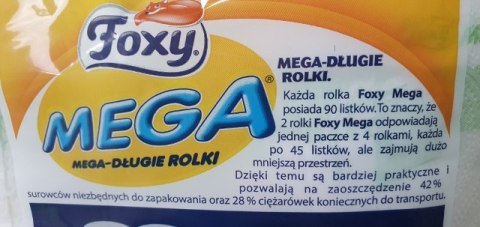 Foxy®
MEGA®
MEGA-DŁUGIE ROLKI
MEGA-DŁUGIE
ROLKI.
Każda rolka Foxy Mega
posiada 90 listków. To znaczy, że
2 rolki Foxy Mega odpowiadają
jednej paczce z 4 rolkami, każda
po 45 listków, ale zajmują dużo
mniejszą przestrzeń.
Dzięki temu są bardziej praktyczne i
pozwalają na zaoszczędzenie 42%
surowców niezbędnych do zapakowania oraz 28% ciężarówek koniecznych do transportu.